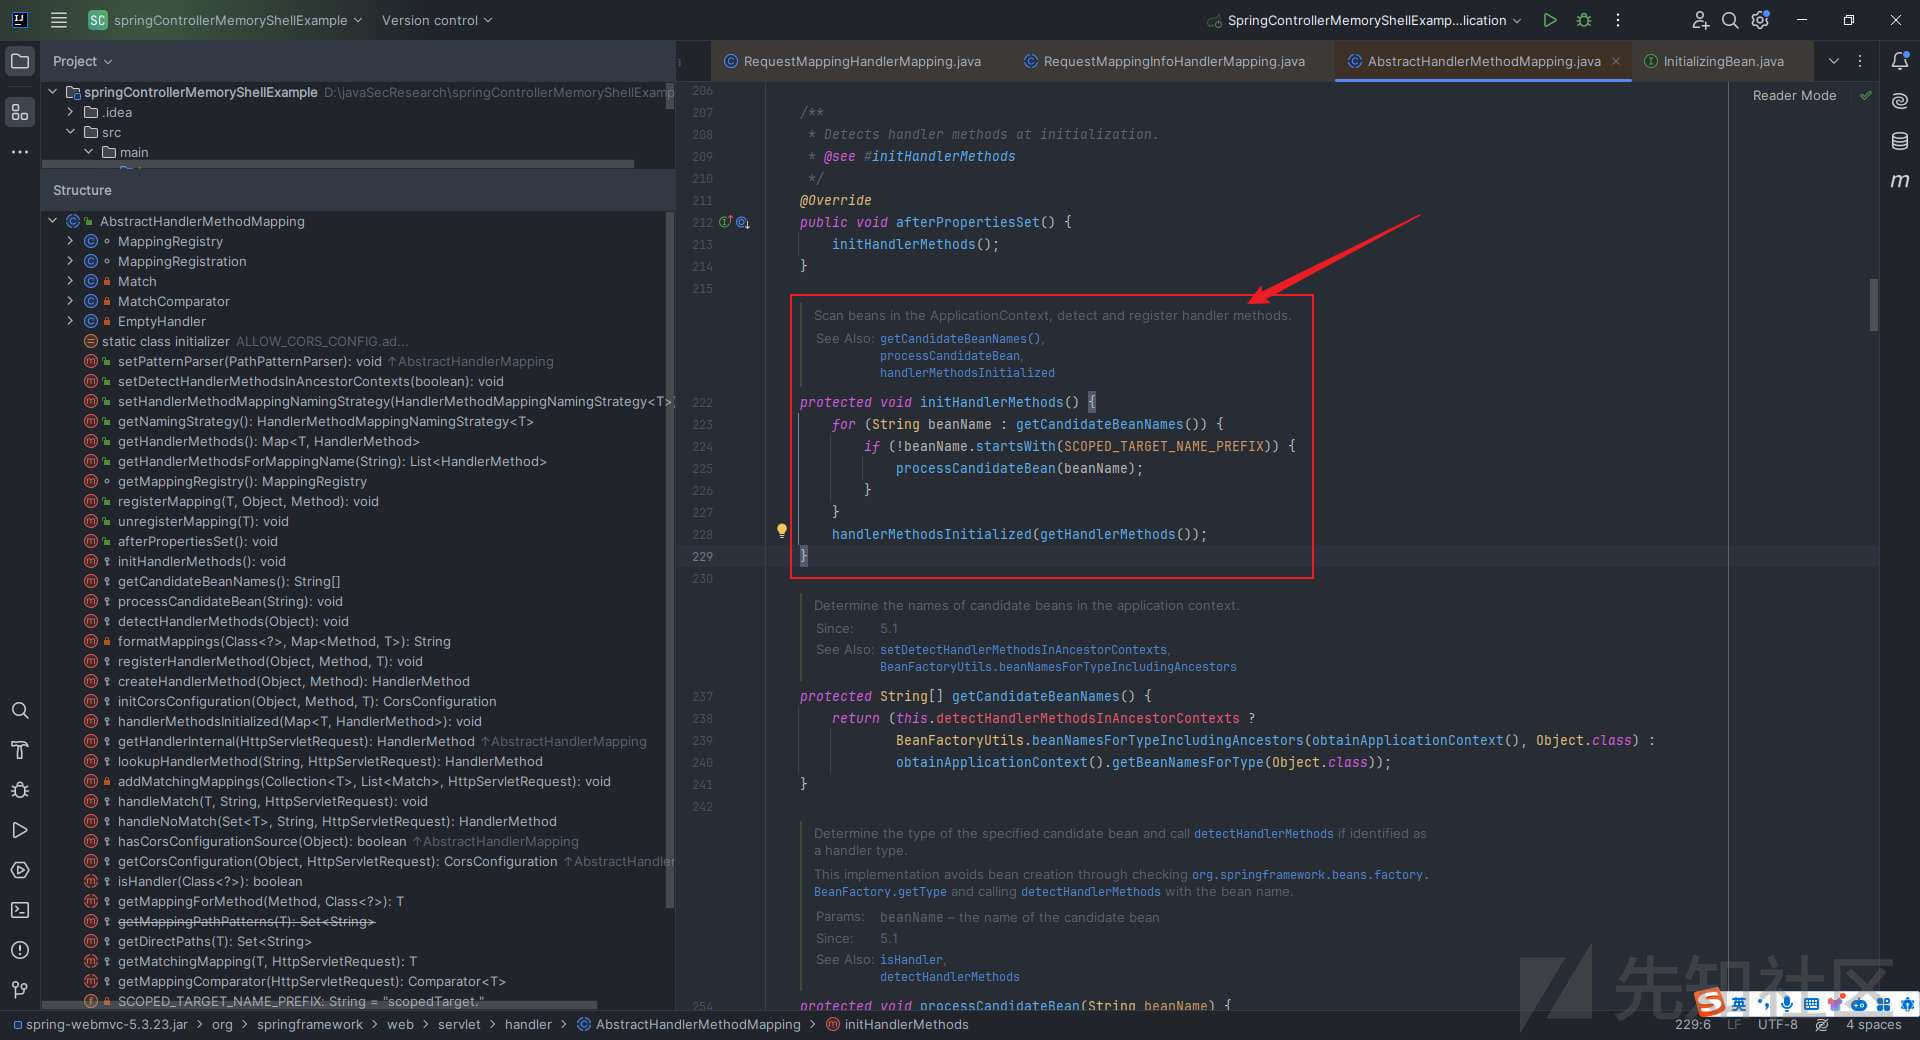 SC springControllerMemoryShellExample Version control SpringControllerMemoryShellExamp...lication
Project
RequestMappingHandlerMapping.java RequestMappingInfoHandlerMapping.java AbstractHandlerMethodMapping.java InitializingBean.java
springControllerMemoryShellExample D:\javaSecResearch\springControllerMemoryShellExamp
.idea
src
main
Structure
AbstractHandlerMethodMapping
MappingRegistry
MappingRegistration
Match
MatchComparator
EmptyHandler
static class initializer ALLOW_CORS_CONFIG.ad...
setPatternParser(PathPatternParser): void ↑AbstractHandlerMapping
setDetectHandlerMethodsInAncestorContexts(boolean): void
setHandlerMethodMappingNamingStrategy(HandlerMethodMappingNamingStrategy<T>)
getNamingStrategy(): HandlerMethodMappingNamingStrategy<T>
getHandlerMethods(): Map<T, HandlerMethod>
getHandlerMethodsForMappingName(String): List<HandlerMethod>
getMappingRegistry(): MappingRegistry
registerMapping(T, Object, Method): void
unregisterMapping(T): void
afterPropertiesSet(): void
initHandlerMethods(): void
getCandidateBeanNames(): String[]
processCandidateBean(String): void
detectHandlerMethods(Object): void
formatMappings(Class<?>, Map<Method, T>): String
registerHandlerMethod(Object, Method, T): void
createHandlerMethod(Object, Method): HandlerMethod
initCorsConfiguration(Object, Method, T): CorsConfiguration
handlerMethodsInitialized(Map<T, HandlerMethod>): void
getHandlerInternal(HttpServletRequest): HandlerMethod ↑AbstractHandlerMapping
lookupHandlerMethod(String, HttpServletRequest): HandlerMethod
addMatchingMappings(Collection<T>, List<Match>, HttpServletRequest): void
handleMatch(T, String, HttpServletRequest): void
handleNoMatch(Set<T>, String, HttpServletRequest): HandlerMethod
hasCorsConfigurationSource(Object): boolean ↑AbstractHandlerMapping
getCorsConfiguration(Object, HttpServletRequest): CorsConfiguration ↑AbstractHandler
isHandler(Class<?>): boolean
getMappingForMethod(Method, Class<?>): T
getMappingPathPatterns(T): Set<String>
getDirectPaths(T): Set<String>
getMatchingMapping(T, HttpServletRequest): T
getMappingComparator(HttpServletRequest): Comparator<T>
SCOPED_TARGET_NAME_PREFIX: String = "scopedTarget."
Reader Mode
206
207 /**
208 * Detects handler methods at initialization.
209 * @see #initHandlerMethods
210 */
211 @Override
212 public void afterPropertiesSet() {
213 initHandlerMethods();
214 }
215
Scan beans in the ApplicationContext, detect and register handler methods.
See Also: getCandidateBeanNames(),
processCandidateBean,
handlerMethodsInitialized
222 protected void initHandlerMethods() {
223 for (String beanName : getCandidateBeanNames()) {
224 if (!beanName.startsWith(SCOPED_TARGET_NAME_PREFIX)) {
225 processCandidateBean(beanName);
226 }
227 }
228 handlerMethodsInitialized(getHandlerMethods());
229 }
230
Determine the names of candidate beans in the application context.
Since: 5.1
See Also: setDetectHandlerMethodsInAncestorContexts,
BeanFactoryUtils.beanNamesForTypeIncludingAncestors
237 protected String[] getCandidateBeanNames() {
238 return (this.detectHandlerMethodsInAncestorContexts ?
239 BeanFactoryUtils.beanNamesForTypeIncludingAncestors(obtainApplicationContext(), Object.class) :
240 obtainApplicationContext().getBeanNamesForType(Object.class));
241 }
242
Determine the type of the specified candidate bean and call detectHandlerMethods if identified as
a handler type.
This implementation avoids bean creation through checking org.springframework.beans.factory.
BeanFactory.getType and calling detectHandlerMethods with the bean name.
Params: beanName – the name of the candidate bean
Since: 5.1
See Also: isHandler,
detectHandlerMethods
254 protected void processCandidateBean(String beanName) {
先知社区
英
spring-webmvc-5.3.23.jar > org > springframework > web > servlet > handler > AbstractHandlerMethodMapping > initHandlerMethods
229:6 LF UTF-8 4 spaces